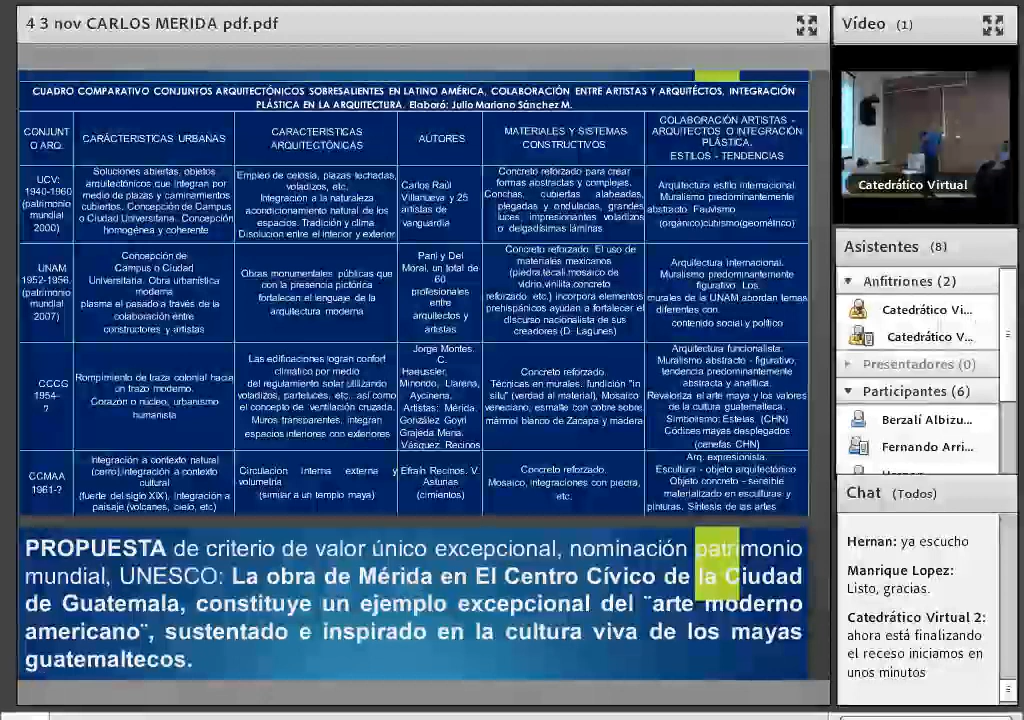 4 3 nov CARLOS MERIDA pdf.pdf
CUADRO COMPARATIVO CONJUNTOS ARQUITECTÓNICOS SOBRESALIENTES EN LATINO AMÉRICA, COLABORACIÓN ENTRE ARTISTAS Y ARQUITÉCTOS, INTEGRACIÓN
PLÁSTICA EN LA ARQUITECTURA. Elaboró: Julio Mariano Sánchez M.
CONJUNT
O ARQ.
CARÁCTERISTICAS URBANAS
CARACTERISTICAS
ARQUITECTÓNICAS
AUTORES
MATERIALES Y SISTEMAS
CONSTRUCTIVOS
COLABORACIÓN ARTISTAS -
ARQUITECTOS O INTEGRACIÓN
PLÁSTICA.
ESTILOS - TENDENCIAS
UCV:
1940-1960
(patrimonio
mundial
2000)
Soluciones abiertas, objetos
arquitectónicos que integran por
medio de plazas y caminamientos
cubiertos. Concepción de Campus
o Ciudad Universitaria. Concepción
homogénea y coherente
Empleo de celosía, plazas techadas,
voladizos, etc.
Integración a la naturaleza
acondicionamiento natural de los
espacios. Tradición y clima.
Disolucion entre el interior y exterior
Carlos Raúl
Villanueva y 25
artistas de
vanguardia
Concreto reforzado para crear
formas abstractas y complejas.
Conchas, cubiertas alabeadas,
plegadas y onduladas, grandes
luces, impresionantes voladizos
o delgadísimas láminas
Arquitectura estilo internacional.
Muralismo predominantemente
abstracto. Fauvismo
(orgánico)cubismo(geométrico)
UNAM
1952-1956.
(patrimonio
mundial
2007)
Concepción de
Campus o Ciudad
Universitaria. Obra urbanística
moderna
plasma el pasado a través de la
colaboración entre
constructores y artistas
Obras monumentales públicas que
con la presencia pictórica
fortalecen el lenguaje de la
arquitectura moderna
Pani y Del
Moral, un total de
60
profesionales
entre
arquitectos y
artistas
Concreto reforzado. El uso de
materiales mexicanos
(piedra,técali,mosaico de
vidrio,vinilita,concreto
reforzado etc.) incorpora elementos
prehispánicos ayudan a fortalecer el
discurso nacionalista de sus
creadores (D. Lagunes)
Arquitectura Internacional.
Muralismo predominantemente
figurativo. Los
murales de la UNAM abordan temas
diferentes con.
contenido social y político
CCCG
1954-
?
Rompimiento de traza colonial hacia
un trazo moderno.
Corazón o núcleo, urbanismo
humanista
Las edificaciones logran confort
climático por medio
del regulamiento solar utilizando
voladizos, parteluces, etc. así como
el concepto de ventilación cruzada.
Muros transparentes, integran
espacios interiores con exteriores
Jorge Montes.
C.
Haeussler,
Minondo, Llarena,
Aycinena.
Artistas: Mérida,
González Goyri
Grajeda Mena.
Vásquez, Recinos
Concreto reforzado.
Técnicas en murales. fundición "in
situ" (verdad al material), Mosaico
veneciano, esmalte con cobre sobre
mármol blanco de Zacapa y madera
Arquitectura funcionalista.
Muralismo abstracto - figurativo,
tendencia predominantemente
abstracta y analítica.
Revaloriza el arte maya y los valores
de la cultura guatemalteca.
Simbolismo: Estelas (CHN)
Códices mayas desplegados
(cenefas CHN)
CCMAA
1961-?
Integración a contexto natural
(cerro),integración a contexto
cultural
(fuerte del siglo XIX), Integración a
paisaje (volcanes, cielo, etc)
Circulacion interna externa y
volumetría
(similar a un templo maya)
Efraín Recinos. V.
Asturias
(cimientos)
Concreto reforzado.
Mosaico, integraciones con piedra,
etc.
Arq. expresionista.
Escultura - objeto arquitectónico
Objeto concreto - sensible
materializado en esculturas y
pinturas. Síntesis de las artes
PROPUESTA de criterio de valor único excepcional, nominación patrimonio
mundial, UNESCO: La obra de Mérida en El Centro Cívico de la Ciudad
de Guatemala, constituye un ejemplo excepcional del ¨arte moderno
americano¨, sustentado e inspirado en la cultura viva de los mayas
guatemaltecos.
Vídeo (1)
Catedrático Virtual
Asistentes (8)
Anfitriones (2)
Catedrático Vi...
Catedrático V...
Presentadores (0)
Participantes (6)
Berzalí Albizu...
Fernando Arri...
Chat (Todos)
Hernan: ya escucho
Manrique Lopez:
Listo, gracias.
Catedrático Virtual 2:
ahora está finalizando
el receso iniciamos en
unos minutos